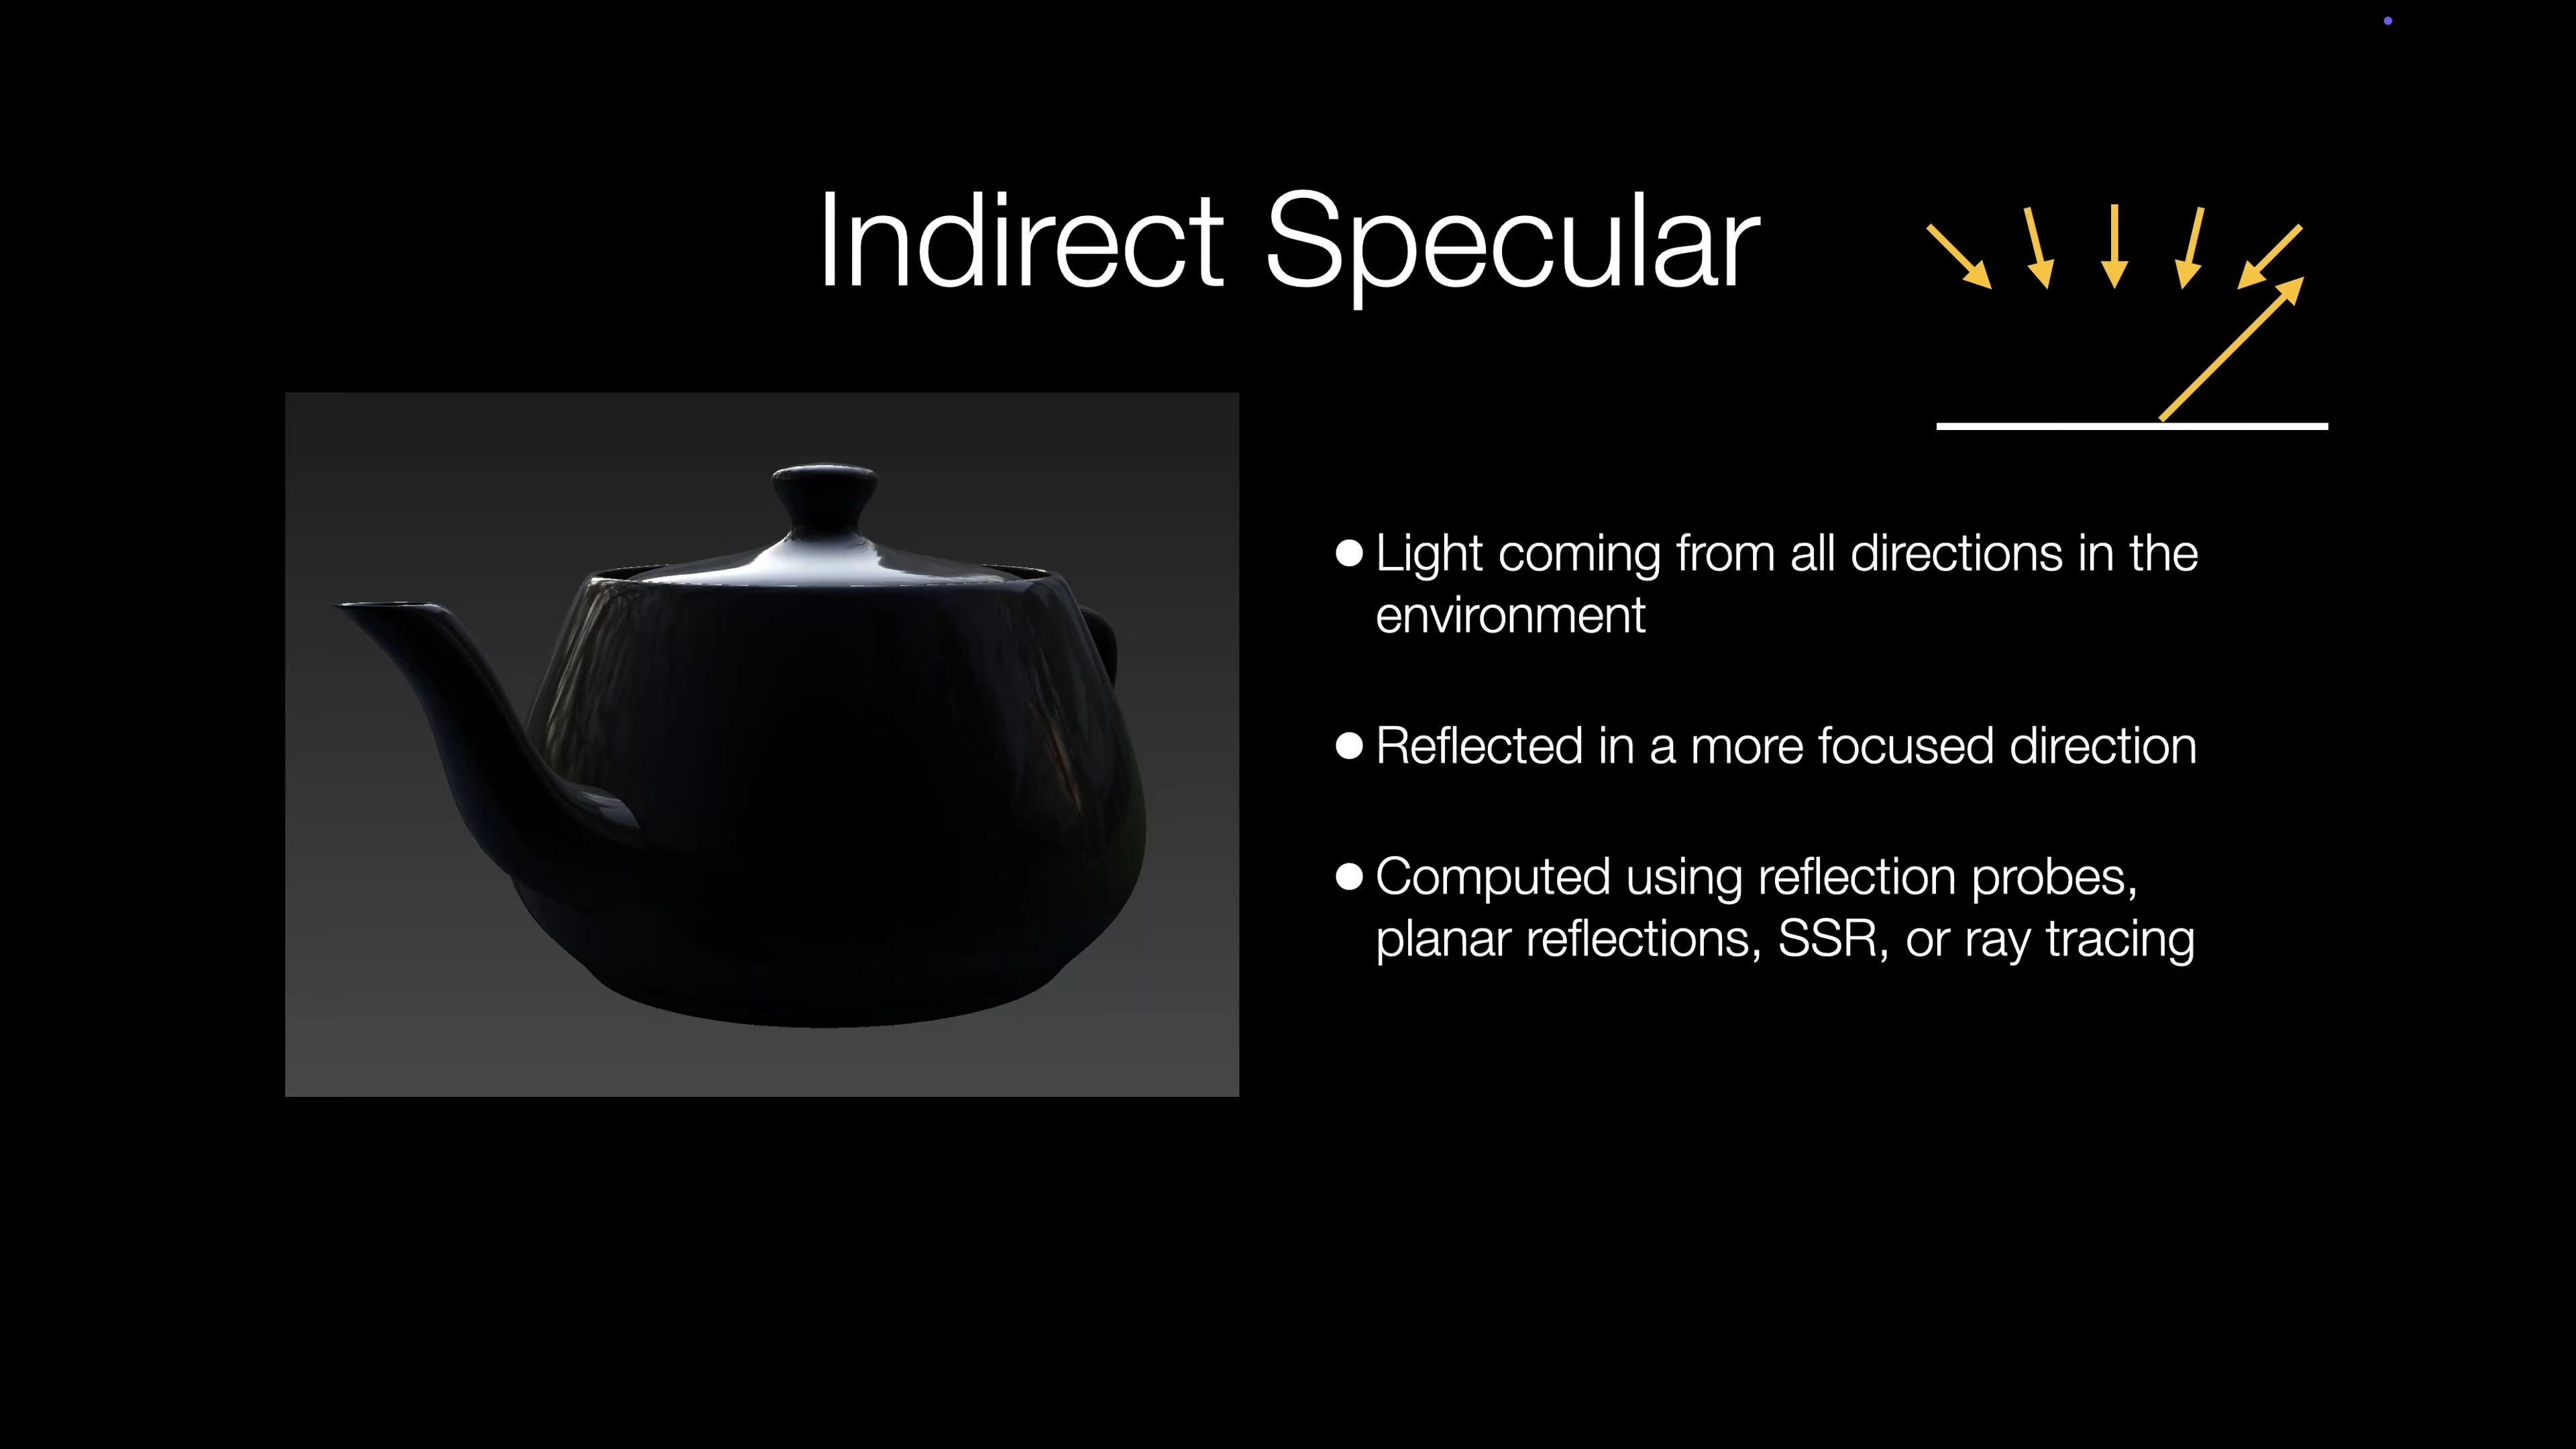 Indirect Specular
Light coming from all directions in the
environment
Reflected in a more focused direction
Computed using reflection probes,
planar reflections, SSR, or ray tracing